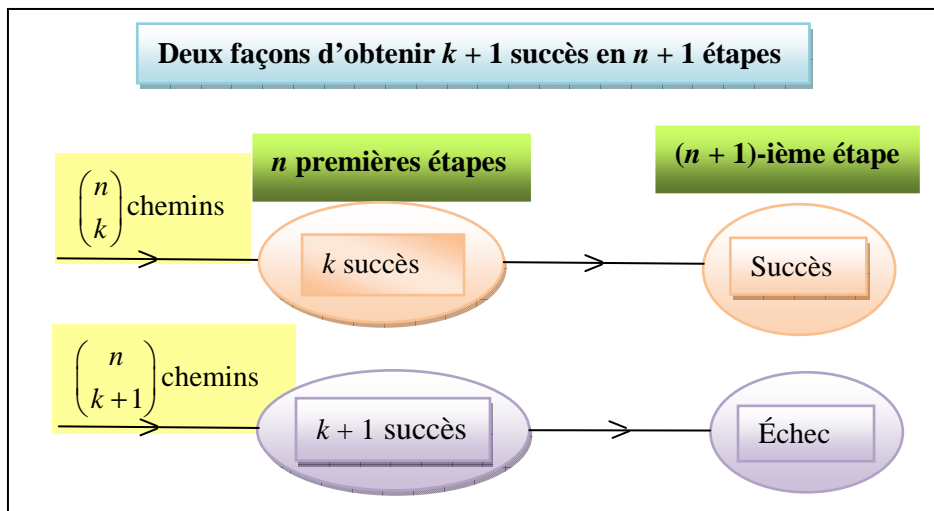 Deux façons d'obtenir k + 1 succès en n + 1 étapes
n premières étapes
(n + 1)-ième étape
(n k) chemins
k succès
Succès
(n k + 1) chemins
k + 1 succès
Échec